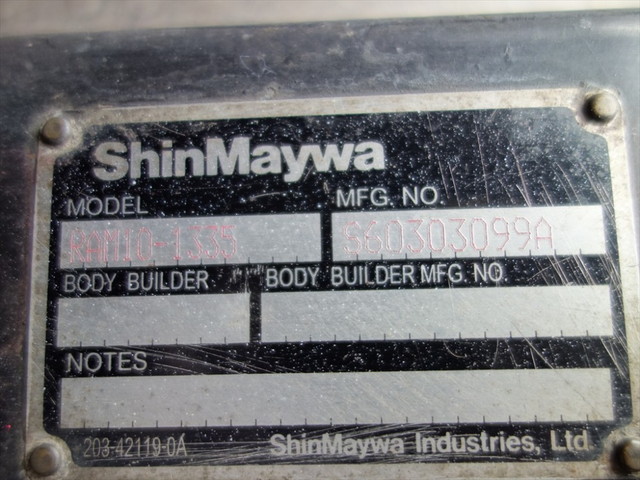 ShinMaywa
MODEL MFG. NO.
RAM10-1335 S60303099A
BODY BUILDER BODY BUILDER MFG. NO.
NOTES
203-42119-0A ShinMaywa Industries, Ltd.